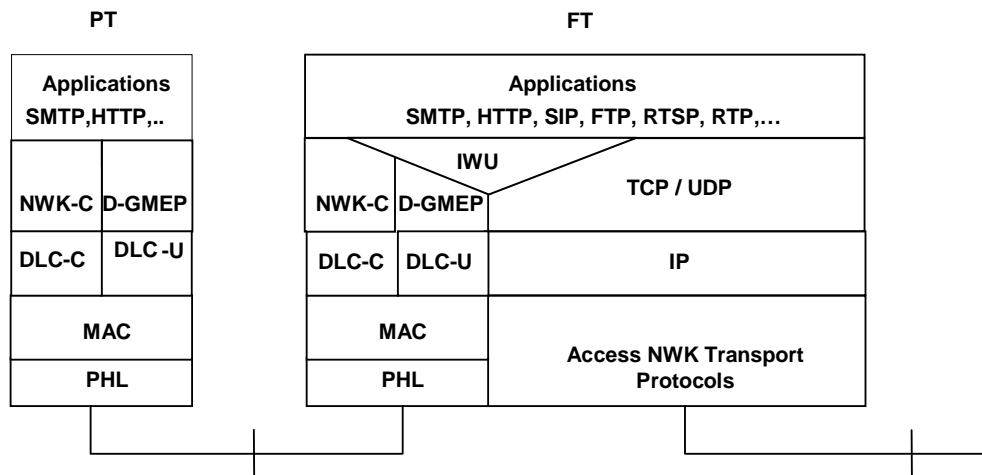 PT
FT
Applications
SMTP,HTTP,..
Applications
SMTP, HTTP, SIP, FTP, RTSP, RTP,…
IWU
NWK-C
D-GMEP
NWK-C
D-GMEP
TCP / UDP
DLC-C
DLC -U
DLC-C
DLC-U
IP
MAC
MAC
Access NWK Transport
Protocols
PHL
PHL